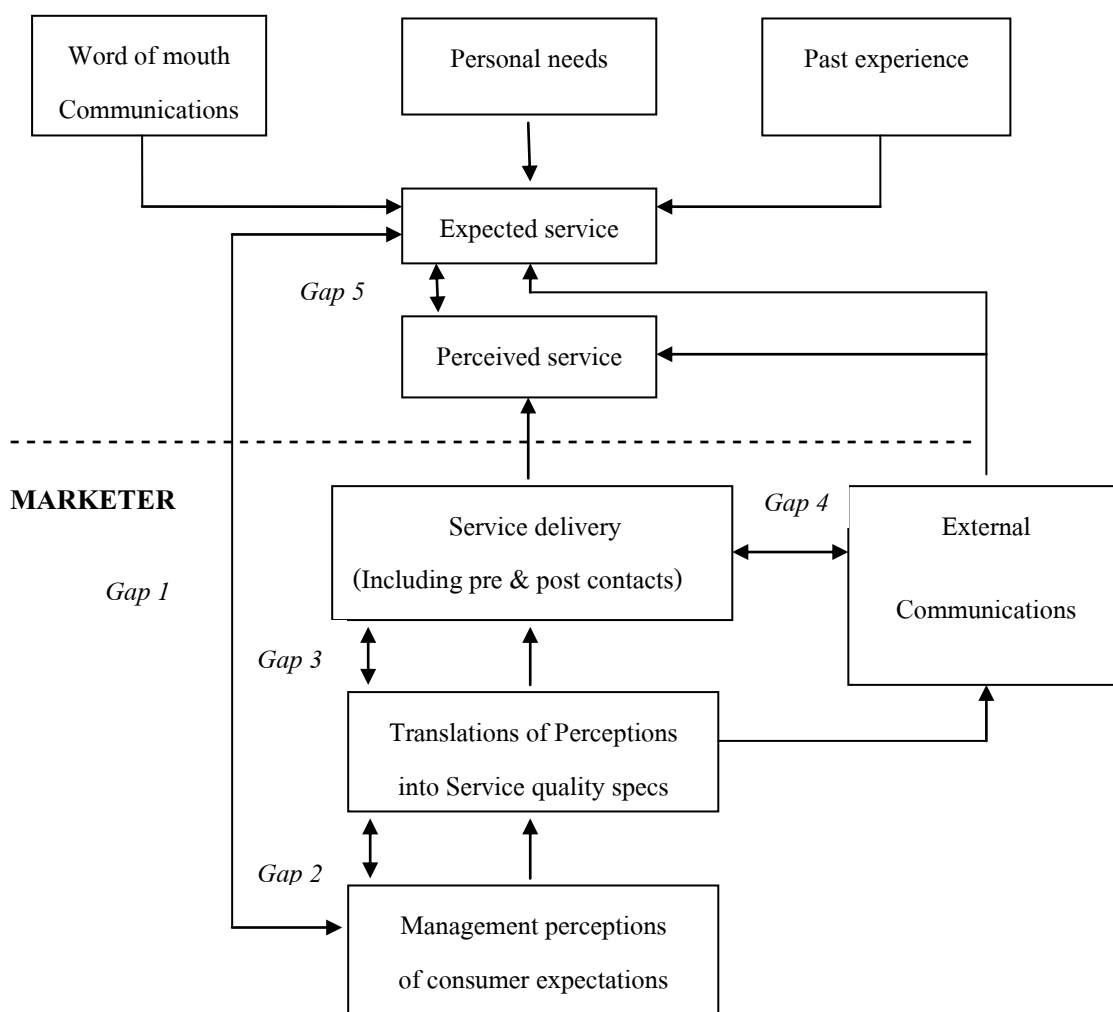 Word of mouth
Communications
Personal needs
Past experience
Expected service
Gap 5
Perceived service
MARKETER
Gap 1
Service delivery
(Including pre & post contacts)
Gap 4
External
Communications
Gap 3
Translations of Perceptions
into Service quality specs
Gap 2
Management perceptions
of consumer expectations